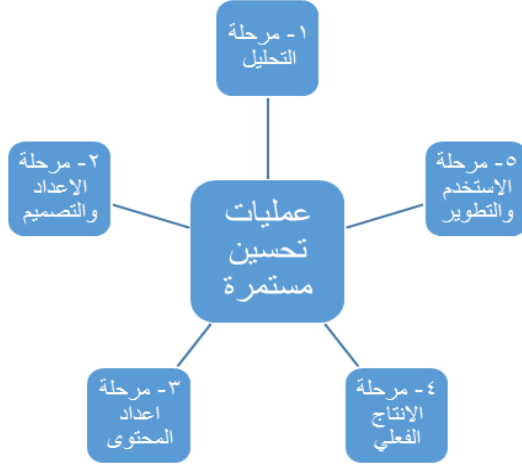 ١- مرحلة
التحليل
٢- مرحلة
الاعداد
والتصميم
٣- مرحلة
اعداد
المحتوى
٤- مرحلة
الانتاج
الفعلي
٥- مرحلة
الاستخدم
والتطوير
عمليات
تحسين
مستمرة